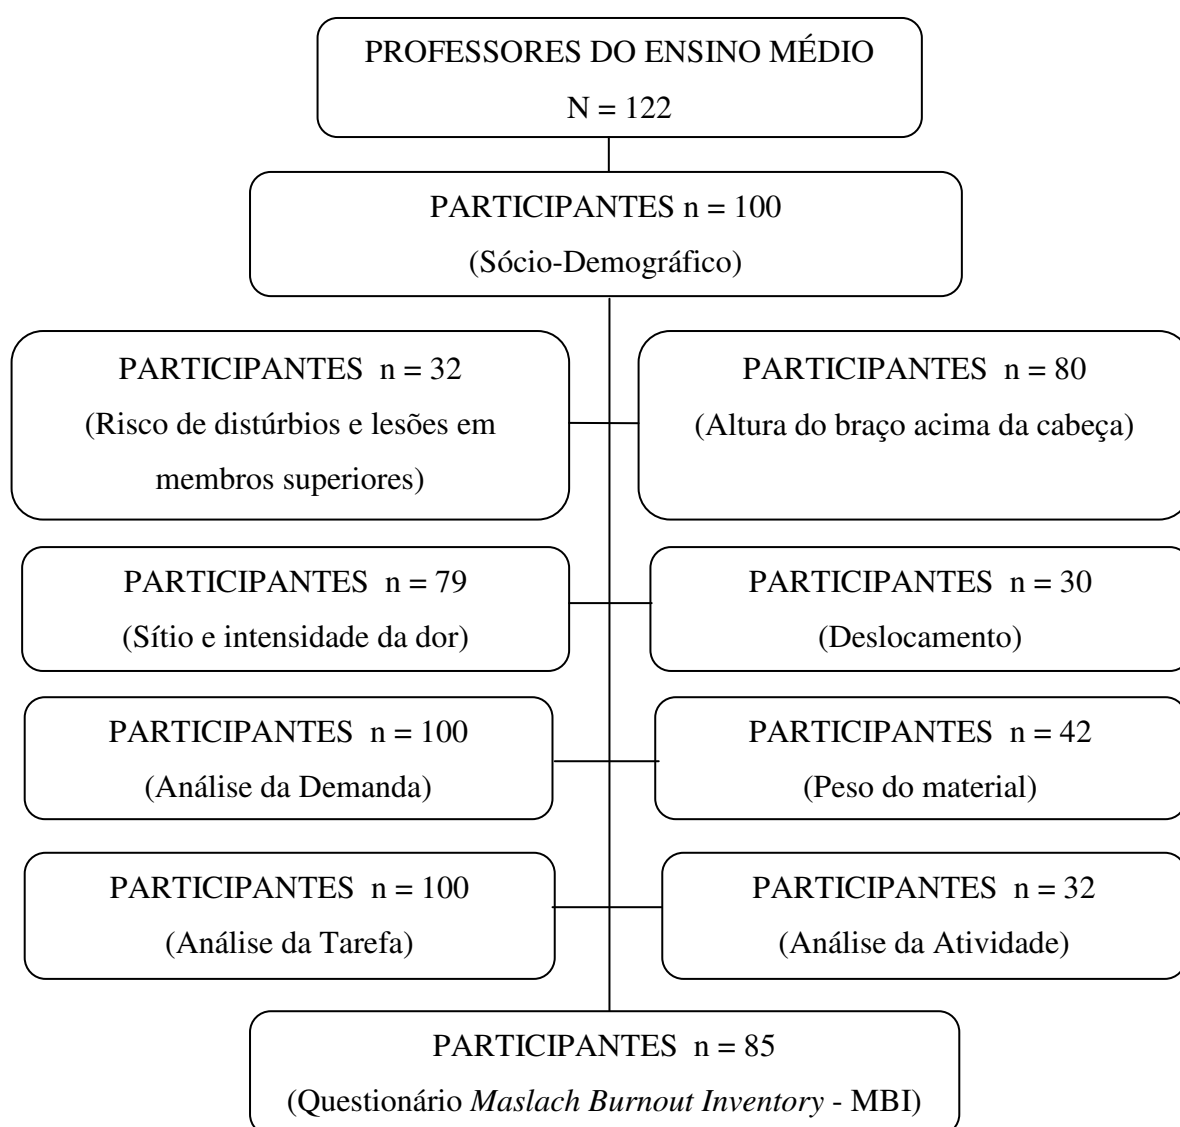 PROFESSORES DO ENSINO MÉDIO
N = 122
PARTICIPANTES n = 100
(Sócio-Demográfico)
PARTICIPANTES n = 32
(Risco de distúrbios e lesões em
membros superiores)
PARTICIPANTES n = 80
(Altura do braço acima da cabeça)
PARTICIPANTES n = 79
(Sítio e intensidade da dor)
PARTICIPANTES n = 30
(Deslocamento)
PARTICIPANTES n = 100
(Análise da Demanda)
PARTICIPANTES n = 42
(Peso do material)
PARTICIPANTES n = 100
(Análise da Tarefa)
PARTICIPANTES n = 32
(Análise da Atividade)
PARTICIPANTES n = 85
(Questionário Maslach Burnout Inventory - MBI)